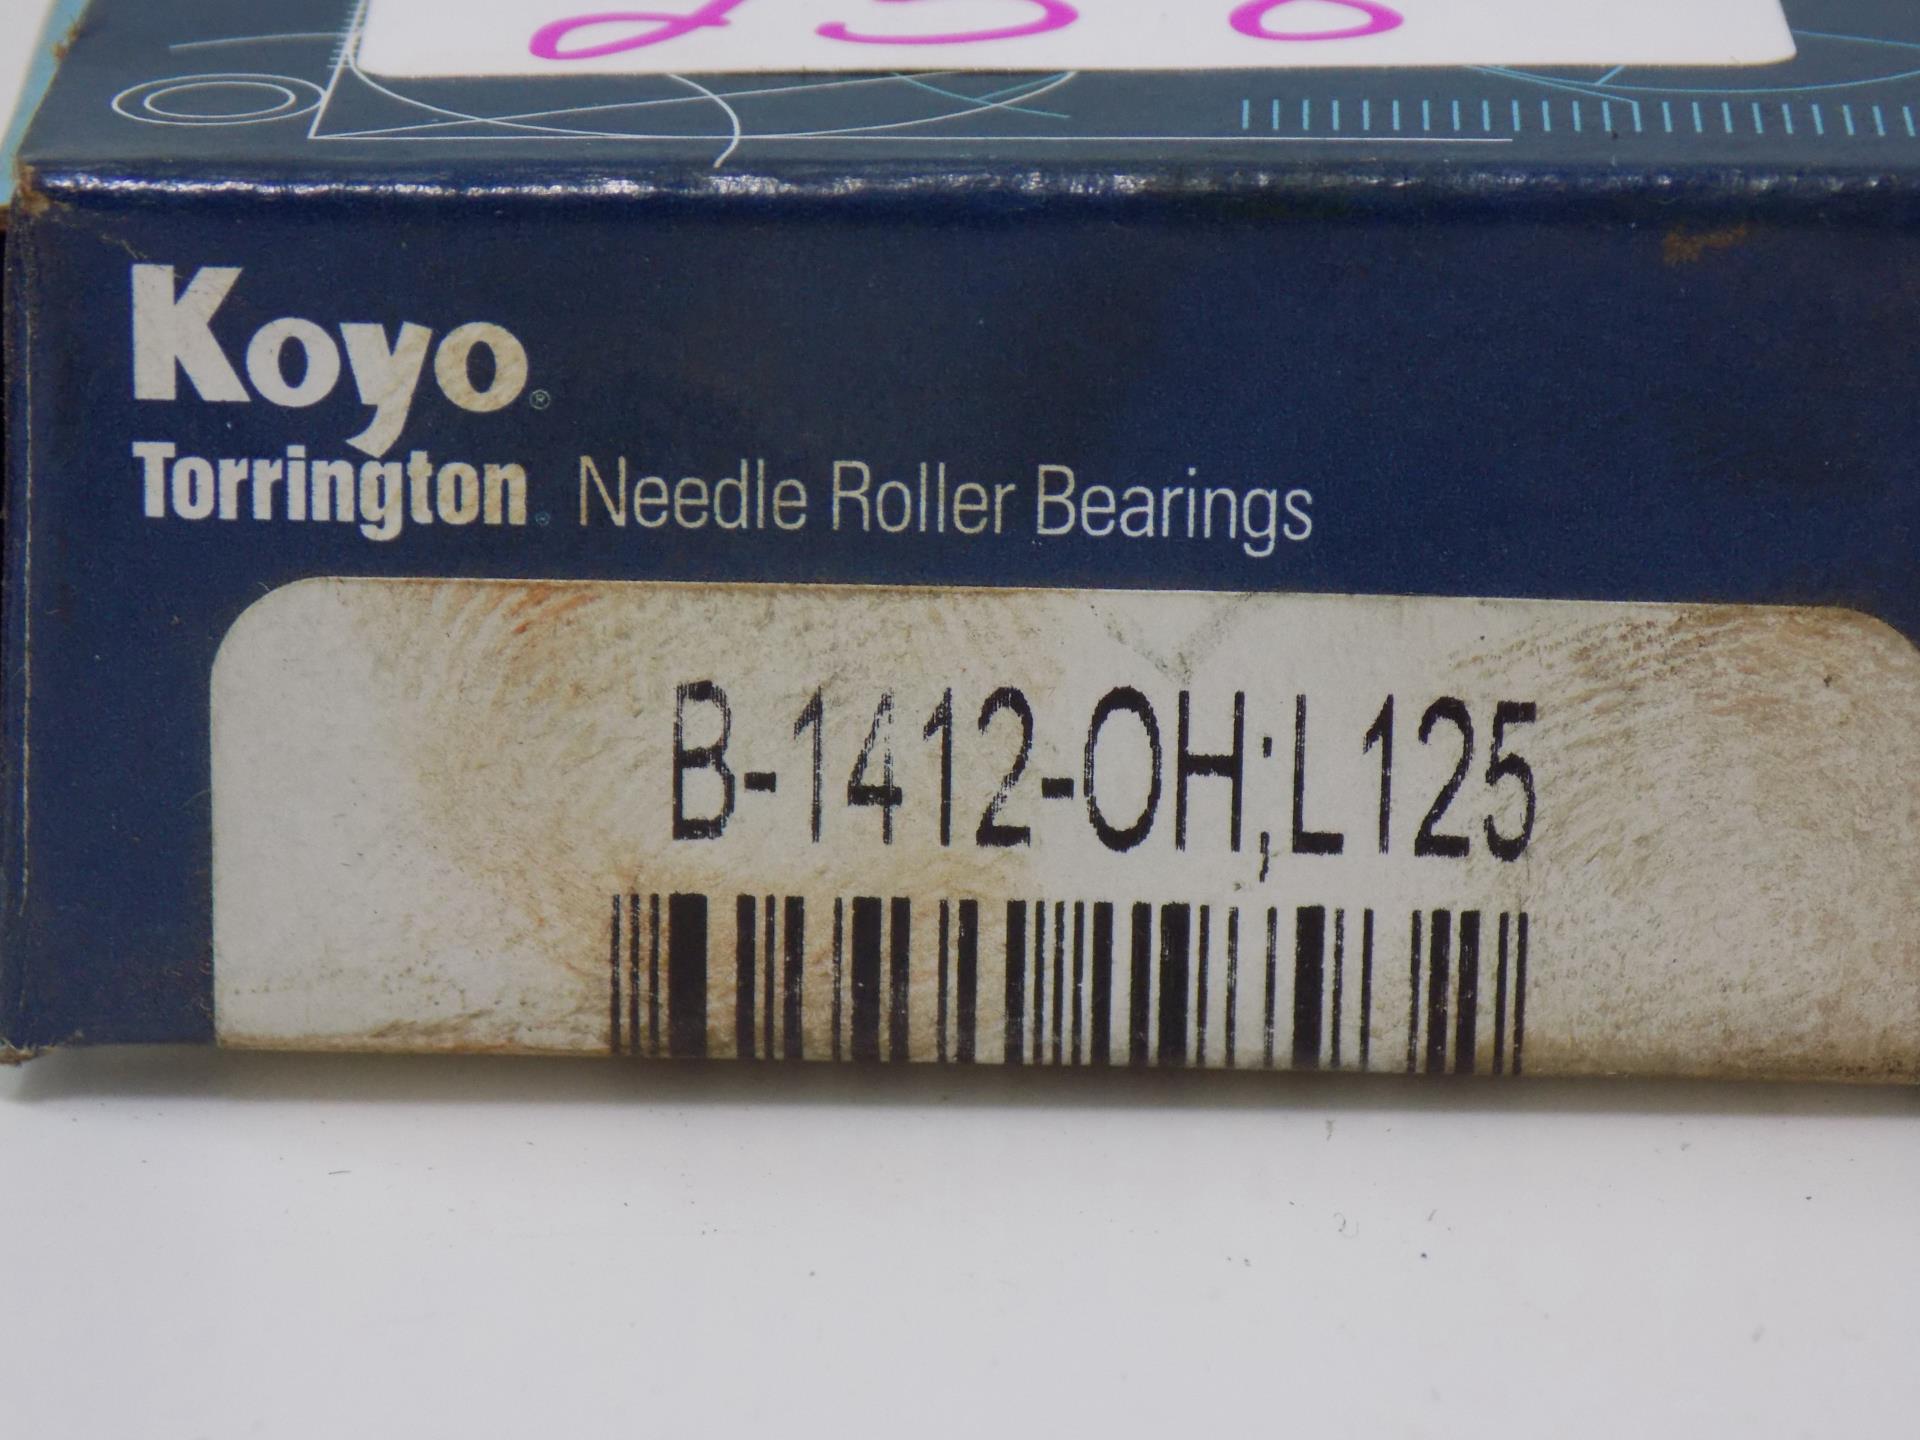 Koyo®
Torrington® Needle Roller Bearings
B-1412-OH;L125